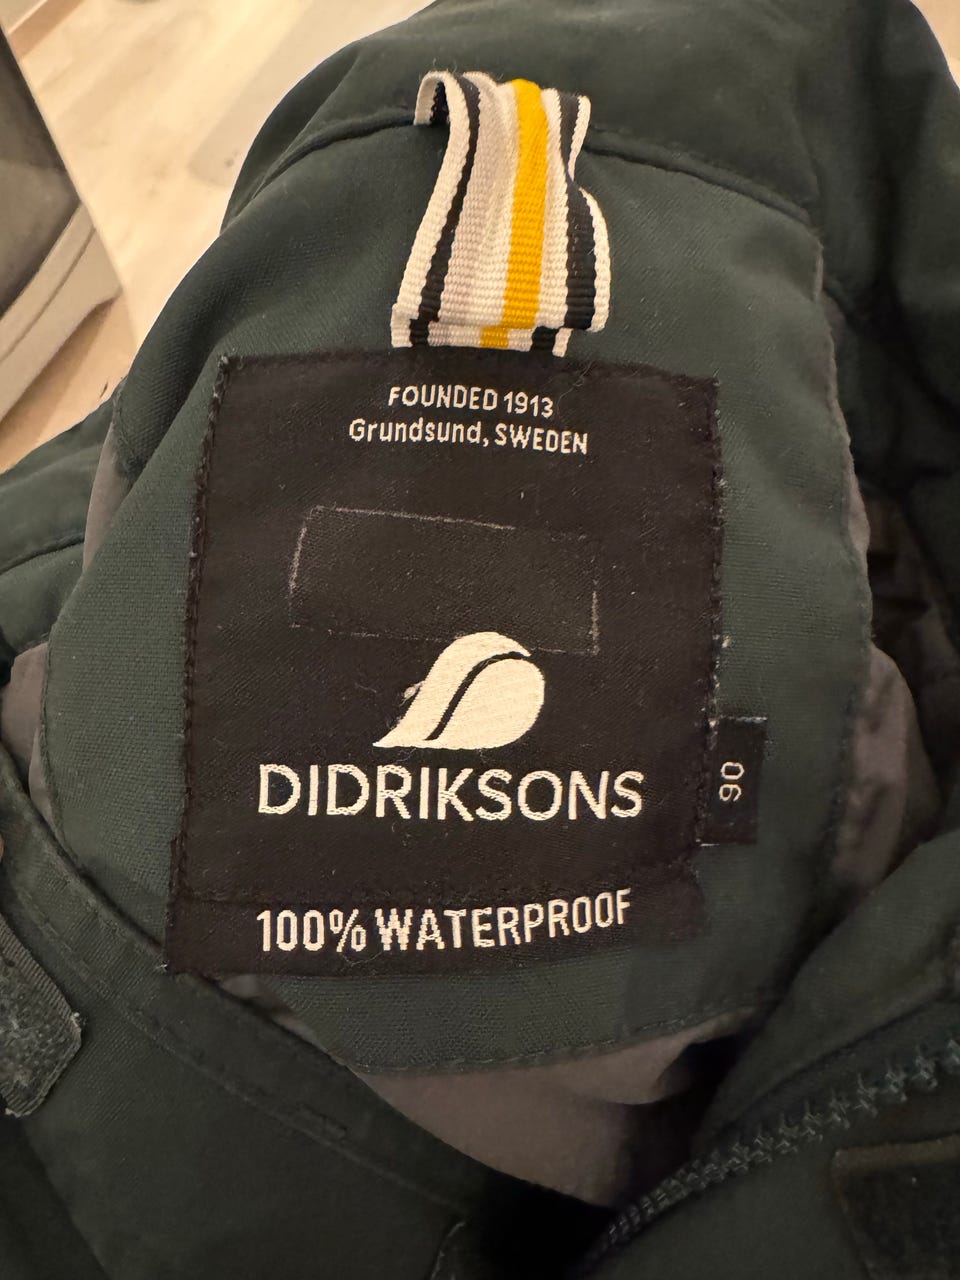 FOUNDED 1913
Grundsund, SWEDEN
DIDRIKSONS
90
100% WATERPROOF